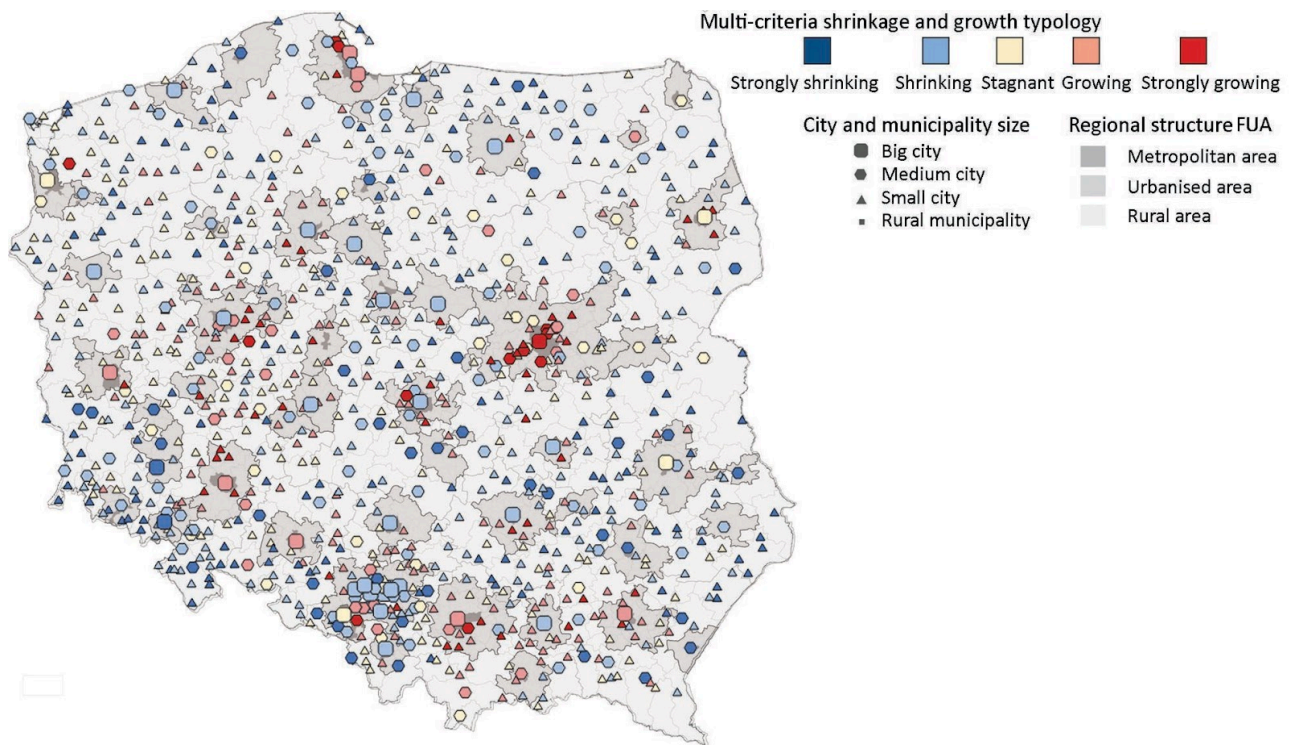 Multi-criteria shrinkage and growth typology
Strongly shrinking Shrinking Stagnant Growing Strongly growing
City and municipality size
Big city
Medium city
Small city
Rural municipality
Regional structure FUA
Metropolitan area
Urbanised area
Rural area